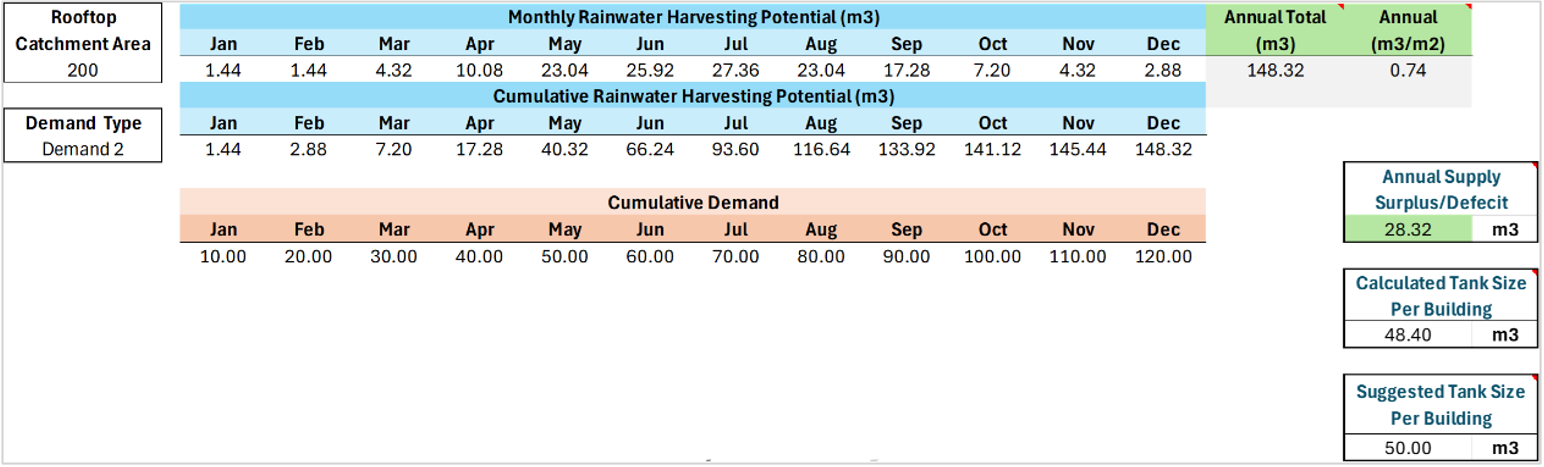 Rooftop
Catchment Area
200
Monthly Rainwater Harvesting Potential (m3)
Jan Feb Mar Apr May Jun Jul Aug Sep Oct Nov Dec
1.44 1.44 4.32 10.08 23.04 25.92 27.36 23.04 17.28 7.20 4.32 2.88
Annual Total
(m3)
148.32
Annual
(m3/m2)
0.74
Demand Type
Demand 2
Cumulative Rainwater Harvesting Potential (m3)
Jan Feb Mar Apr May Jun Jul Aug Sep Oct Nov Dec
1.44 2.88 7.20 17.28 40.32 66.24 93.60 116.64 133.92 141.12 145.44 148.32
Cumulative Demand
Jan Feb Mar Apr May Jun Jul Aug Sep Oct Nov Dec
10.00 20.00 30.00 40.00 50.00 60.00 70.00 80.00 90.00 100.00 110.00 120.00
Annual Supply
Surplus/Defecit
28.32 m3
Calculated Tank Size
Per Building
48.40 m3
Suggested Tank Size
Per Building
50.00 m3